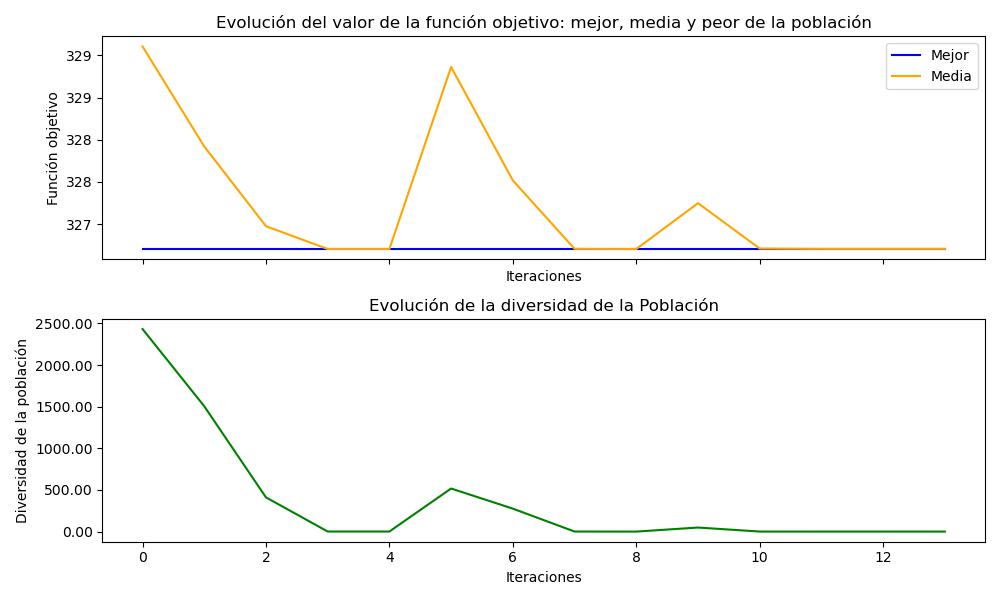 Evolución del valor de la función objetivo: mejor, media y peor de la población
Mejor
Media
329
329
328
328
327
Función objetivo
Iteraciones
Evolución de la diversidad de la Población
2500.00
2000.00
1500.00
1000.00
500.00
0.00
Diversidad de la población
0 2 4 6 8 10 12
Iteraciones